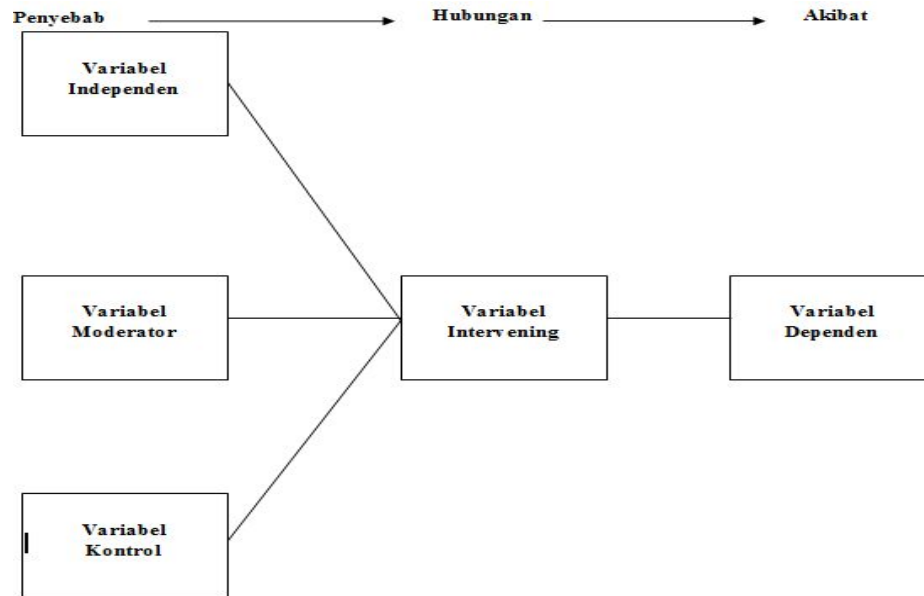 Penyebab Hubungan Akibat
Variabel
Independen
Variabel
Moderator
Variabel
Intervening
Variabel
Dependen
Variabel
Kontrol